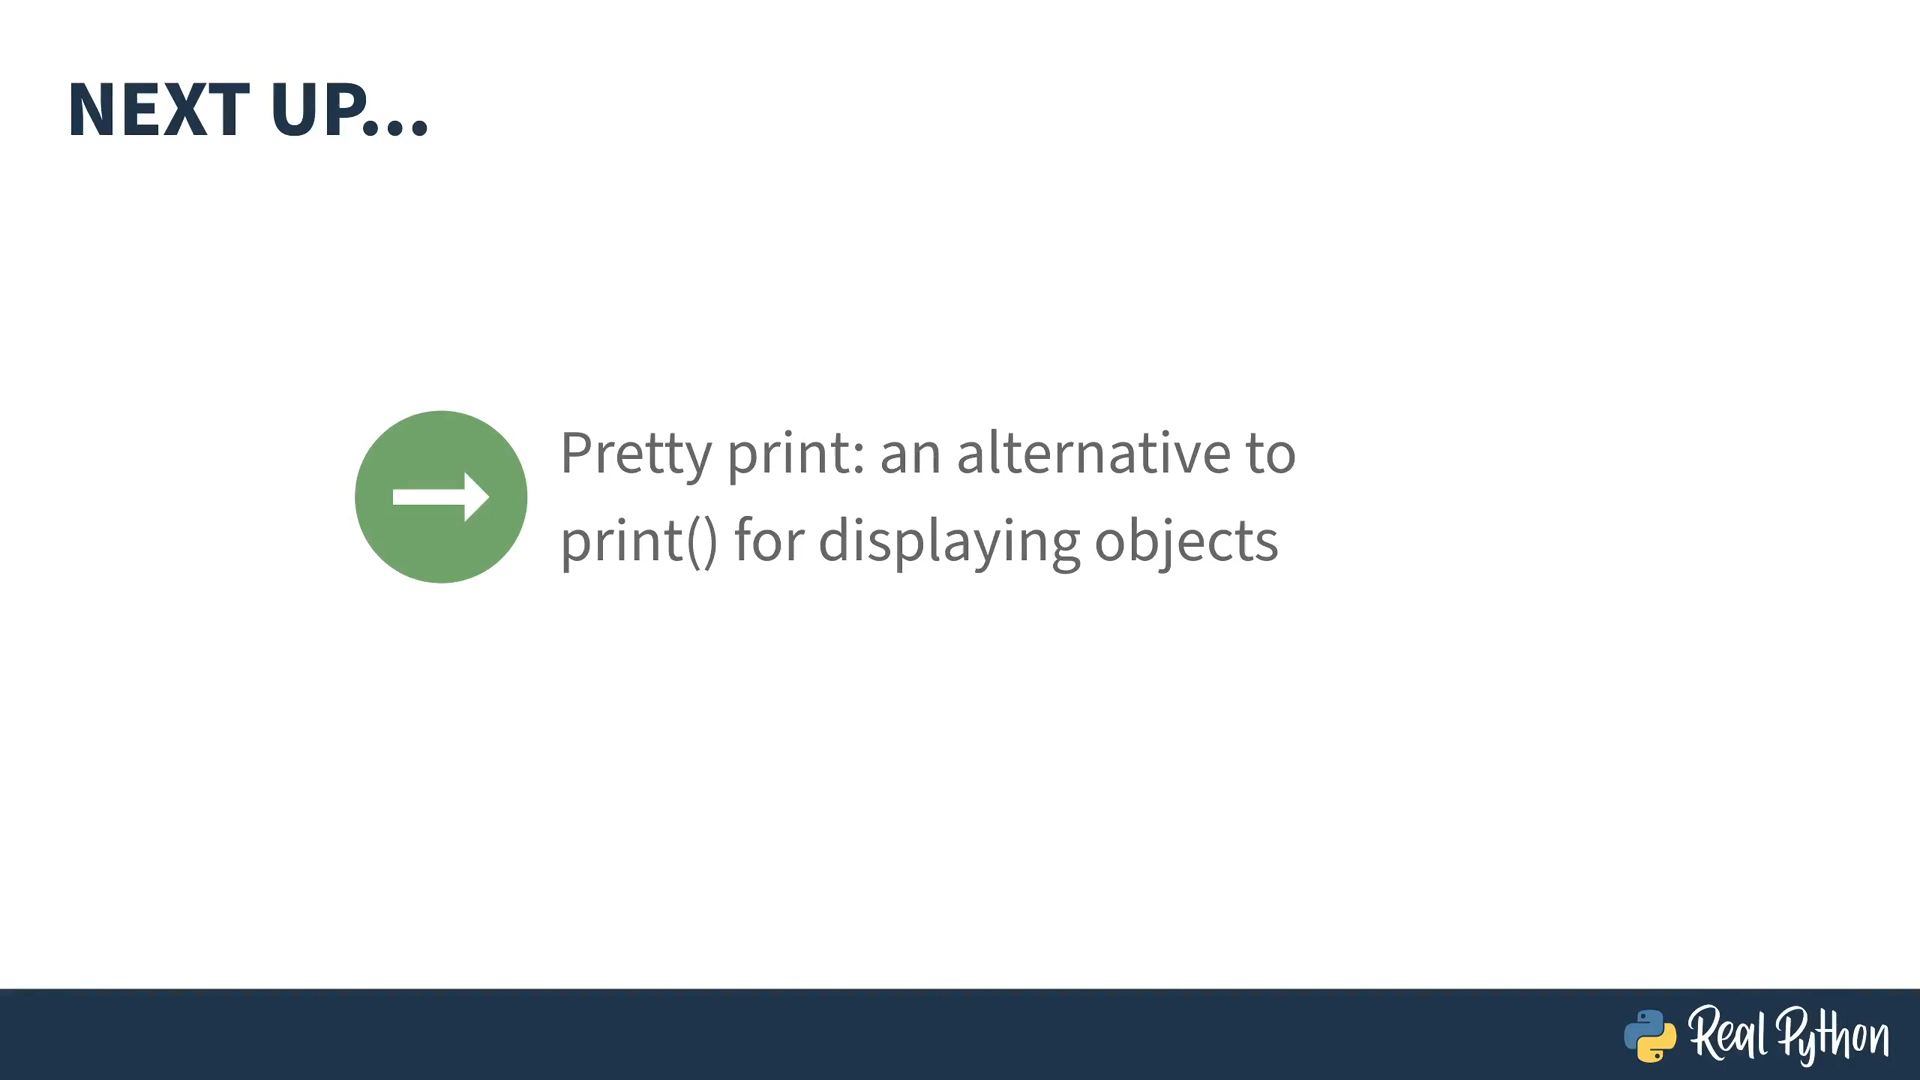 NEXT UP...
Pretty print: an alternative to
print() for displaying objects
Real Python